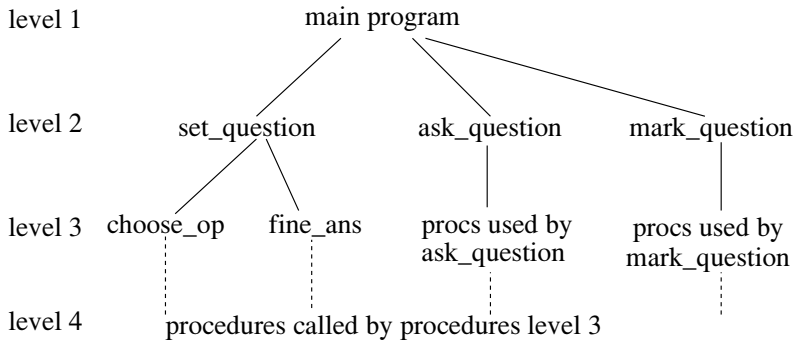 level 1 main program
level 2 set_question ask_question mark_question
level 3 choose_op fine_ans procs used by procs used by
ask_question mark_question
level 4 procedures called by procedures level 3